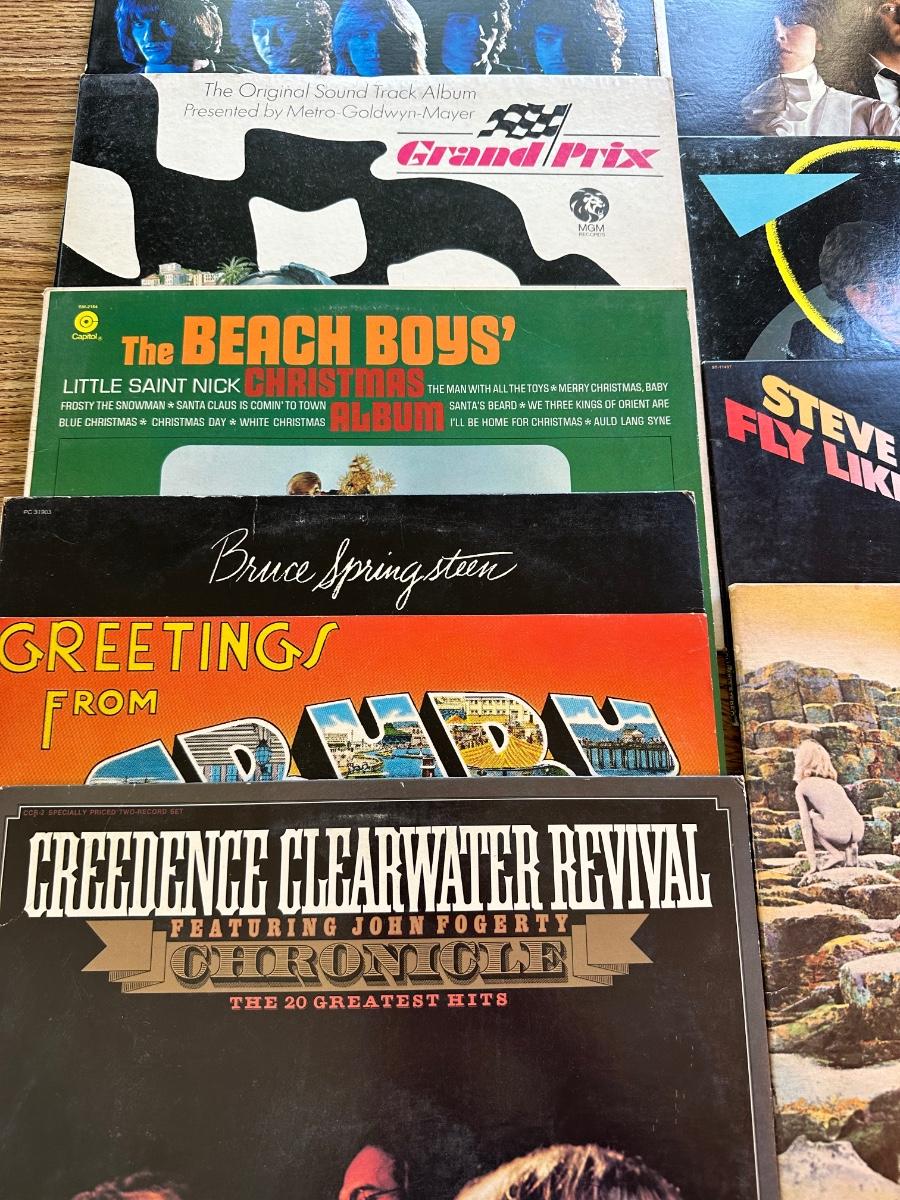 The Original Sound Track Album
Presented by Metro-Goldwyn-Mayer
Grand Prix
MGM
RECORDS
Capitol®
The BEACH BOYS'
LITTLE SAINT NICK CHRISTMAS THE MAN WITH ALL THE TOYS * MERRY CHRISTMAS, BABY
FROSTY THE SNOWMAN * SANTA CLAUS IS COMIN' TO TOWN ALBUM SANTA'S BEARD * WE THREE KINGS OF ORIENT ARE
BLUE CHRISTMAS * CHRISTMAS DAY * WHITE CHRISTMAS I'LL BE HOME FOR CHRISTMAS * AULD LANG SYNE
PC 31903
Bruce Springsteen
GREETINGS
FROM
CCR-2 SPECIALLY PRICED TWO-RECORD SET
CREEDENCE CLEARWATER REVIVAL
FEATURING JOHN FOGERTY
CHRONICLE
THE 20 GREATEST HITS
STEVE
FLY LIK